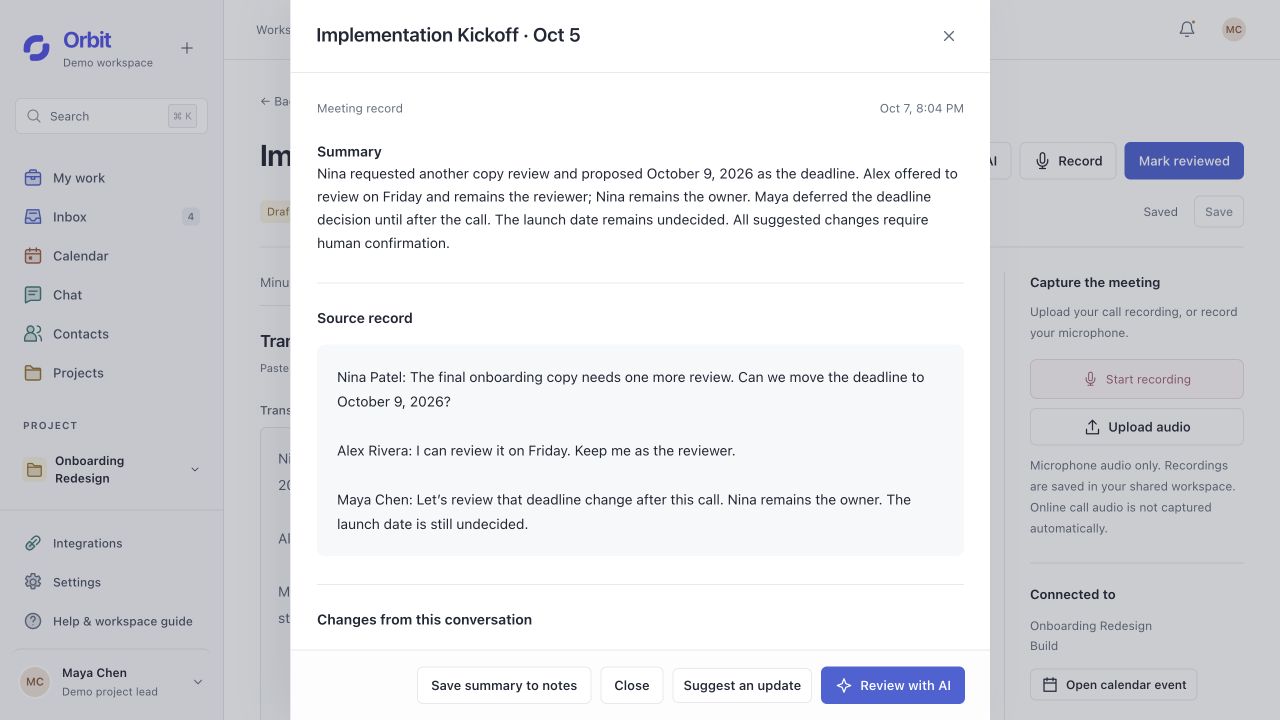 Orbit
Demo workspace
Search
⌘ K
My work
Inbox
4
Calendar
Chat
Contacts
Projects
PROJECT
Onboarding
Redesign
Integrations
Settings
Help & workspace guide
MC
Maya Chen
Demo project lead
MC
Implementation Kickoff · Oct 5
Meeting record
Oct 7, 8:04 PM
Summary
Nina requested another copy review and proposed October 9, 2026 as the deadline. Alex offered to
review on Friday and remains the reviewer; Nina remains the owner. Maya deferred the deadline
decision until after the call. The launch date remains undecided. All suggested changes require
human confirmation.
Source record
Nina Patel: The final onboarding copy needs one more review. Can we move the deadline to
October 9, 2026?
Alex Rivera: I can review it on Friday. Keep me as the reviewer.
Maya Chen: Let’s review that deadline change after this call. Nina remains the owner. The
launch date is still undecided.
Changes from this conversation
Save summary to notes
Close
Suggest an update
Review with AI
Record
Mark reviewed
Saved
Save
Capture the meeting
Upload your call recording, or record
your microphone.
Start recording
Upload audio
Microphone audio only. Recordings
are saved in your shared workspace.
Online call audio is not captured
automatically.
Connected to
Onboarding Redesign
Build
Open calendar event